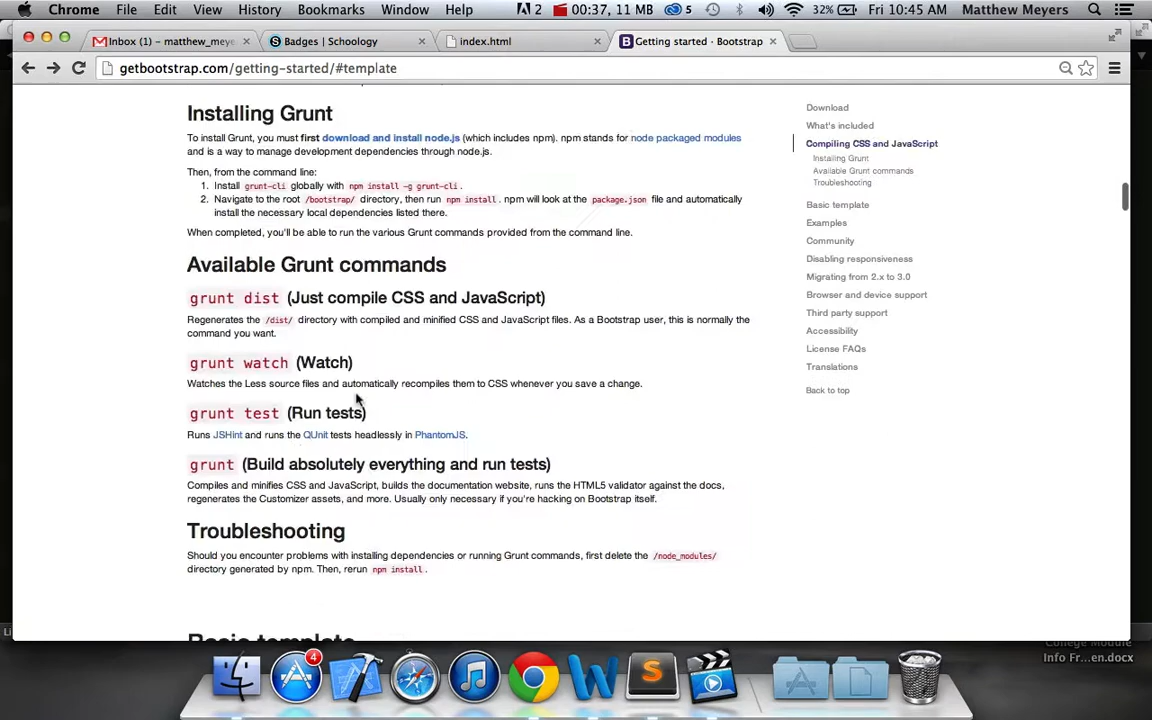 Chrome File Edit View History Bookmarks Window Help 2 00:37, 11 MB 5 32% Fri 10:45 AM Matthew Meyers
Inbox (1) – matthew_meye
Badges | Schoology
index.html
Getting started · Bootstrap
getbootstrap.com/getting-started/#template
Installing Grunt
To install Grunt, you must first download and install node.js (which includes npm). npm stands for node packaged modules
and is a way to manage development dependencies through node.js.
Then, from the command line:
1. Install grunt-cli globally with npm install -g grunt-cli.
2. Navigate to the root /bootstrap/ directory, then run npm install. npm will look at the package.json file and automatically
install the necessary local dependencies listed there.
When completed, you'll be able to run the various Grunt commands provided from the command line.
Available Grunt commands
grunt dist (Just compile CSS and JavaScript)
Regenerates the /dist/ directory with compiled and minified CSS and JavaScript files. As a Bootstrap user, this is normally the
command you want.
grunt watch (Watch)
Watches the Less source files and automatically recompiles them to CSS whenever you save a change.
grunt test (Run tests)
Runs JSHint and runs the QUnit tests headlessly in PhantomJS.
grunt (Build absolutely everything and run tests)
Compiles and minifies CSS and JavaScript, builds the documentation website, runs the HTML5 validator against the docs,
regenerates the Customizer assets, and more. Usually only necessary if you're hacking on Bootstrap itself.
Troubleshooting
Should you encounter problems with installing dependencies or running Grunt commands, first delete the /node_modules/
directory generated by npm. Then, rerun npm install.
Basic template
Download
What's included
Compiling CSS and JavaScript
Installing Grunt
Available Grunt commands
Troubleshooting
Basic template
Examples
Community
Disabling responsiveness
Migrating from 2.x to 3.0
Browser and device support
Third party support
Accessibility
License FAQs
Translations
Back to top
College Module
Info Fr...en.docx
4